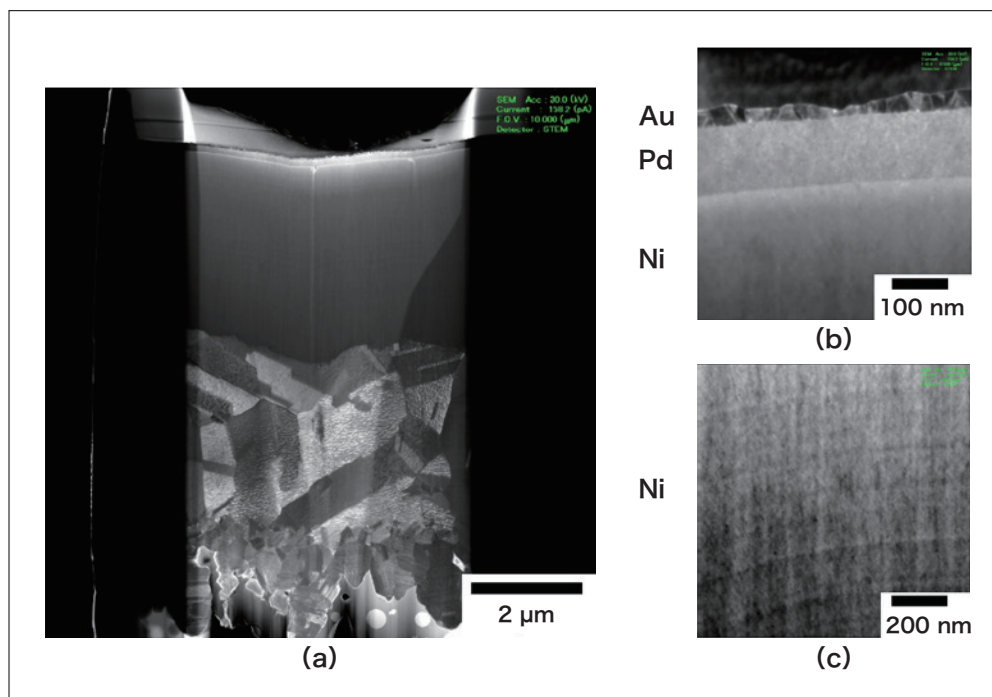 SEM Acc : 30.0 (kV)
Current : 158.2 (pA)
F.O.V. : 10.000 (μm)
Detector : STEM
2 μm
(a)
Au
Pd
Ni
100 nm
(b)
Ni
200 nm
(c)